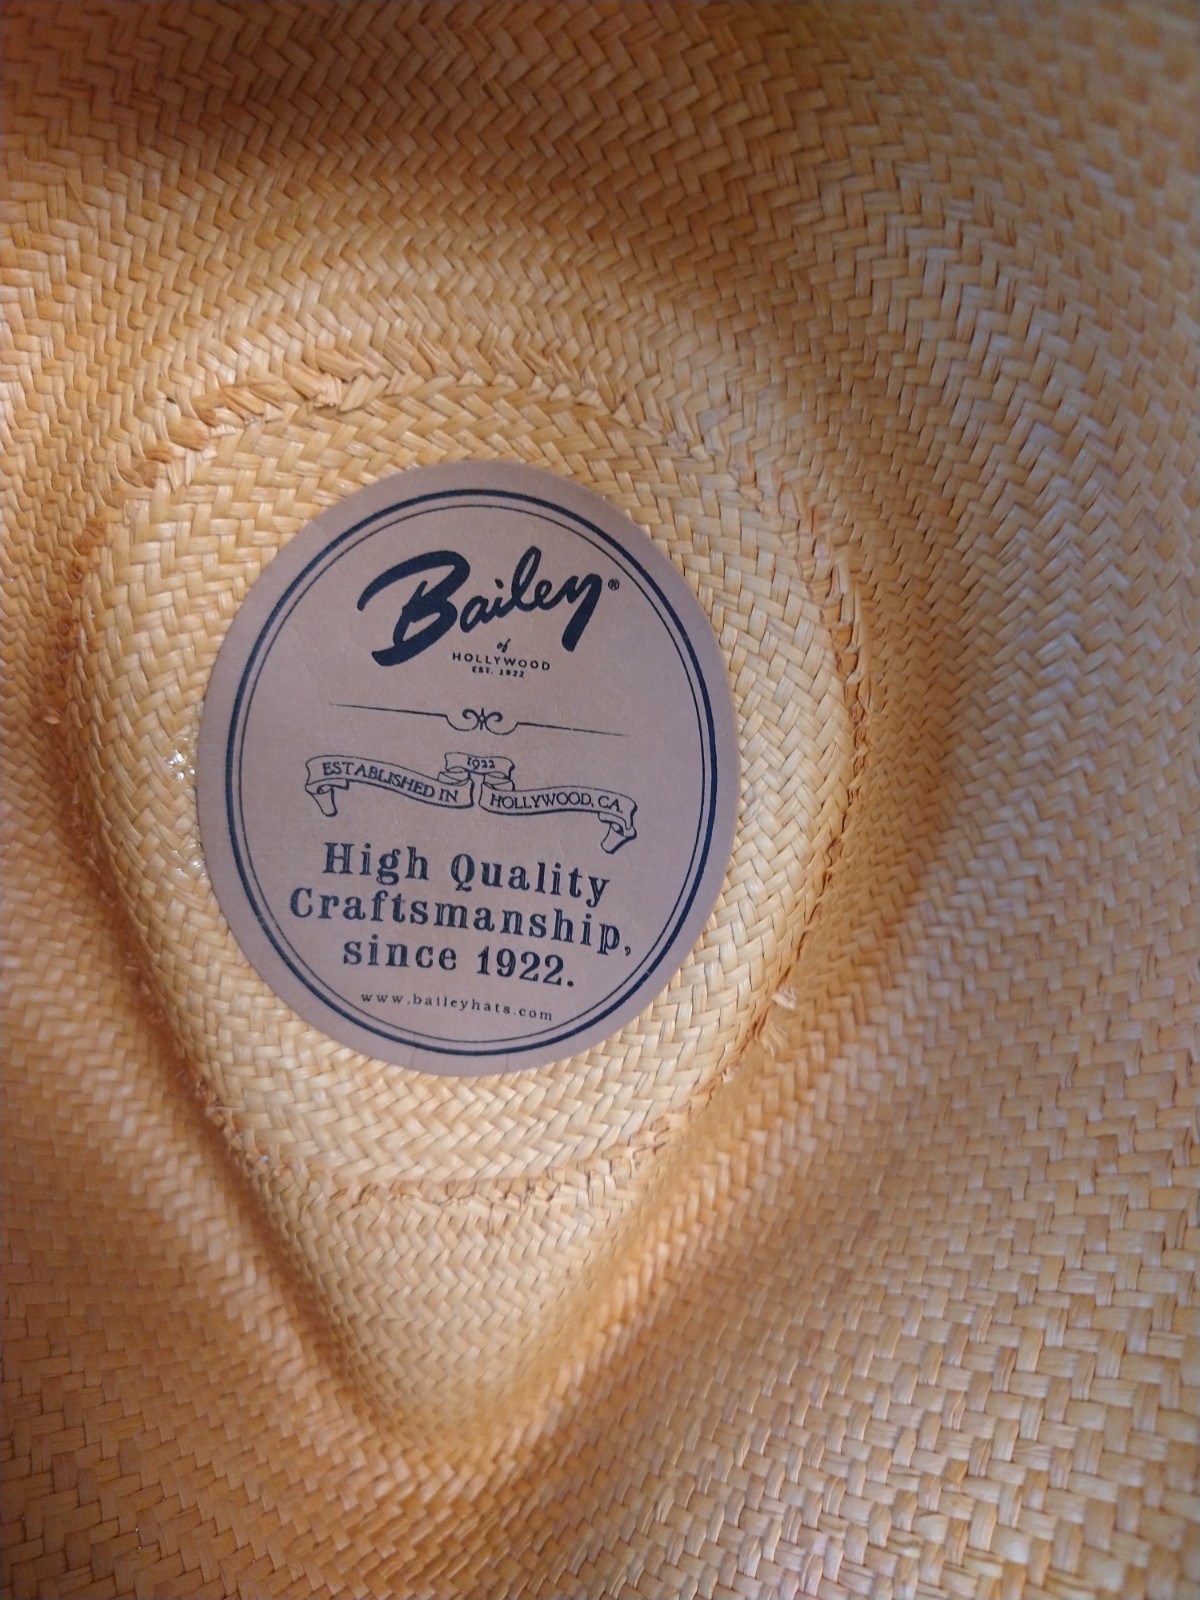 Bailey®
of
HOLLYWOOD
EST. 1922
1922
ESTABLISHED IN HOLLYWOOD, CA.
High Quality
Craftsmanship,
since 1922.
www.baileyhats.com